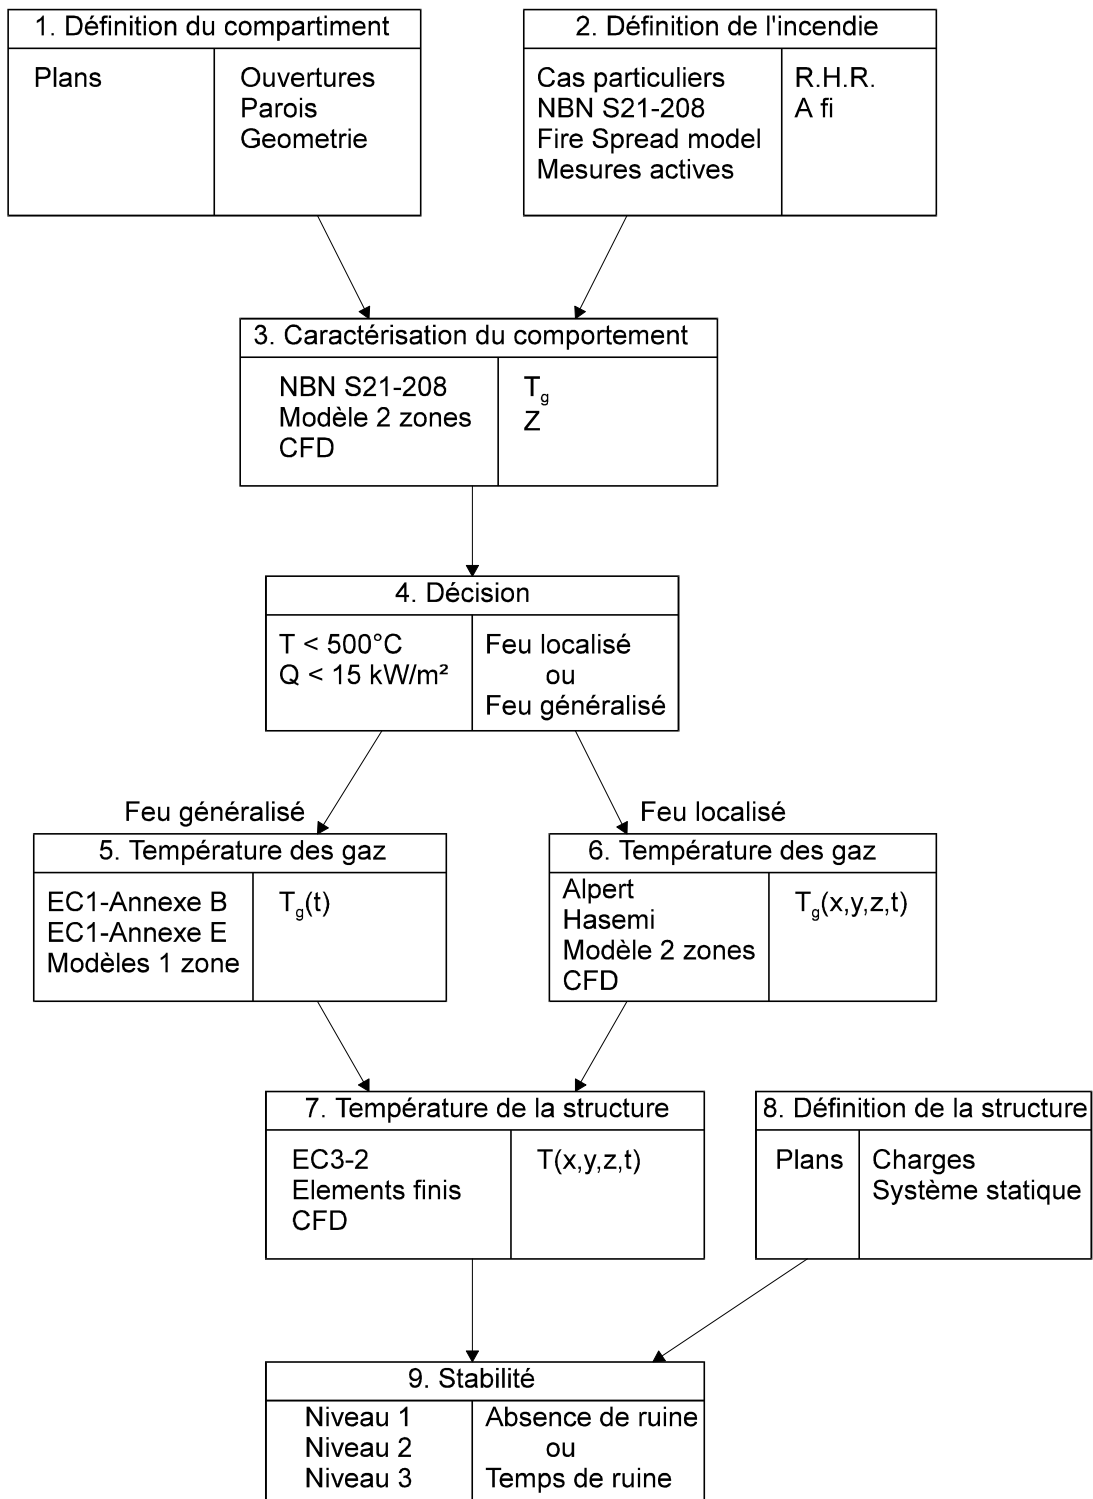 1. Définition du compartiment
Plans
Ouvertures
Parois
Geometrie
2. Définition de l'incendie
Cas particuliers
NBN S21-208
Fire Spread model
Mesures actives
R.H.R.
A fi
3. Caractérisation du comportement
NBN S21-208
Modèle 2 zones
CFD
Tg
Z
4. Décision
T < 500°C
Q < 15 kW/m²
Feu localisé
ou
Feu généralisé
Feu généralisé
Feu localisé
5. Température des gaz
EC1-Annexe B
EC1-Annexe E
Modèles 1 zone
Tg(t)
6. Température des gaz
Alpert
Hasemi
Modèle 2 zones
CFD
Tg(x,y,z,t)
7. Température de la structure
EC3-2
Elements finis
CFD
T(x,y,z,t)
8. Définition de la structure
Plans
Charges
Système statique
9. Stabilité
Niveau 1
Niveau 2
Niveau 3
Absence de ruine
ou
Temps de ruine